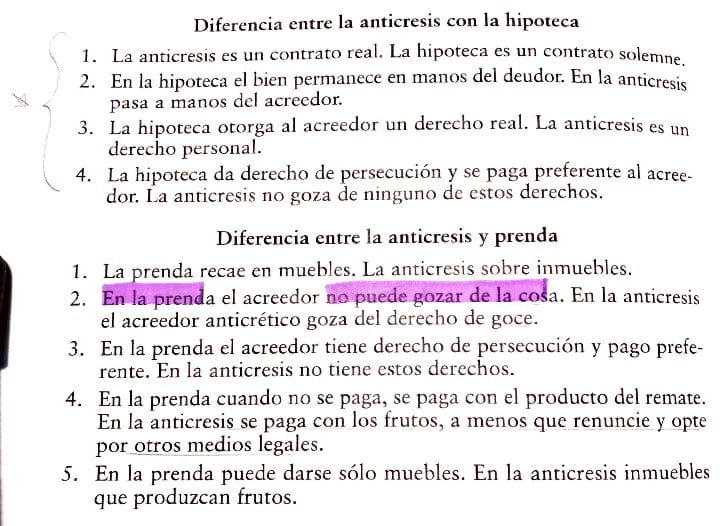 Diferencia entre la anticresis con la hipoteca
1. La anticresis es un contrato real. La hipoteca es un contrato solemne.
2. En la hipoteca el bien permanece en manos del deudor. En la anticresis
pasa a manos del acreedor.
3. La hipoteca otorga al acreedor un derecho real. La anticresis es un
derecho personal.
4. La hipoteca da derecho de persecución y se paga preferente al acree-
dor. La anticresis no goza de ninguno de estos derechos.
Diferencia entre la anticresis y prenda
1. La prenda recae en muebles. La anticresis sobre inmuebles.
2. En la prenda el acreedor no puede gozar de la cosa. En la anticresis
el acreedor anticrético goza del derecho de goce.
3. En la prenda el acreedor tiene derecho de persecución y pago prefe-
rente. En la anticresis no tiene estos derechos.
4. En la prenda cuando no se paga, se paga con el producto del remate.
En la anticresis se paga con los frutos, a menos que renuncie y opte
por otros medios legales.
5. En la prenda puede darse sólo muebles. En la anticresis inmuebles
que produzcan frutos.